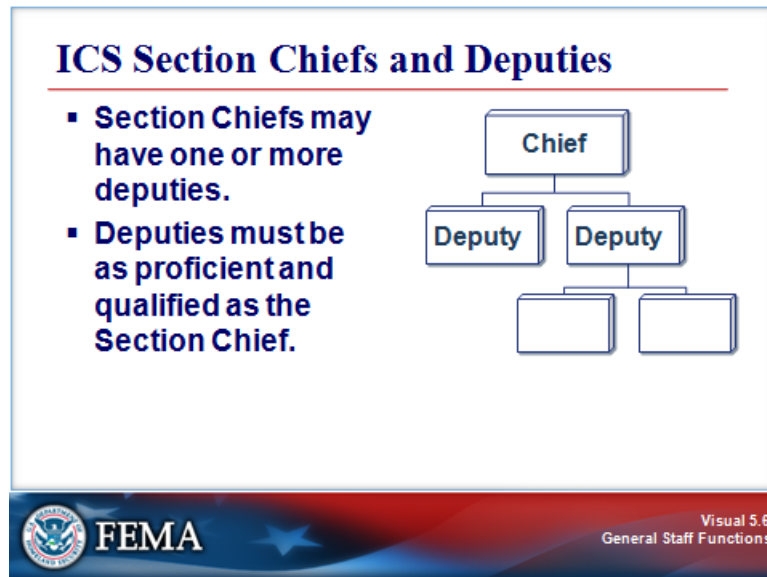 ICS Section Chiefs and Deputies
▪ Section Chiefs may
have one or more
deputies.
▪ Deputies must be
as proficient and
qualified as the
Section Chief.
Chief
Deputy
Deputy
FEMA
Visual 5.6
General Staff Functions